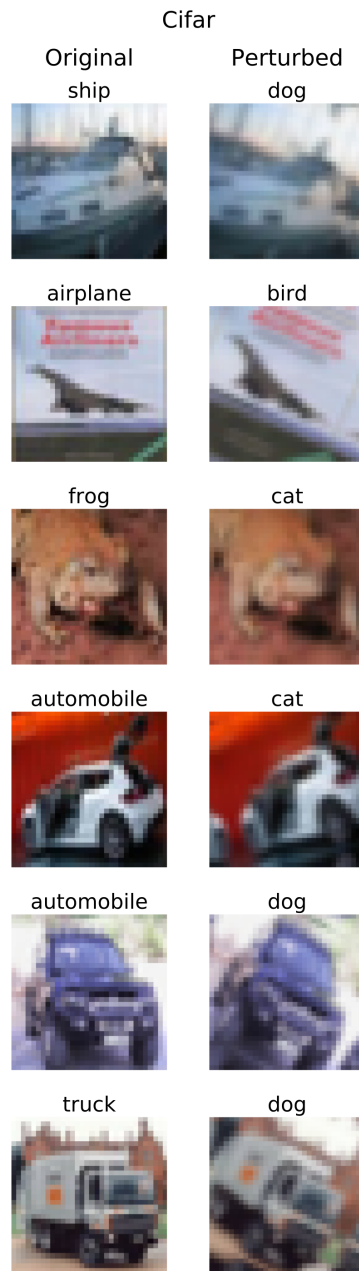 Cifar
Original Perturbed
ship dog
airplane bird
frog cat
automobile cat
automobile dog
truck dog